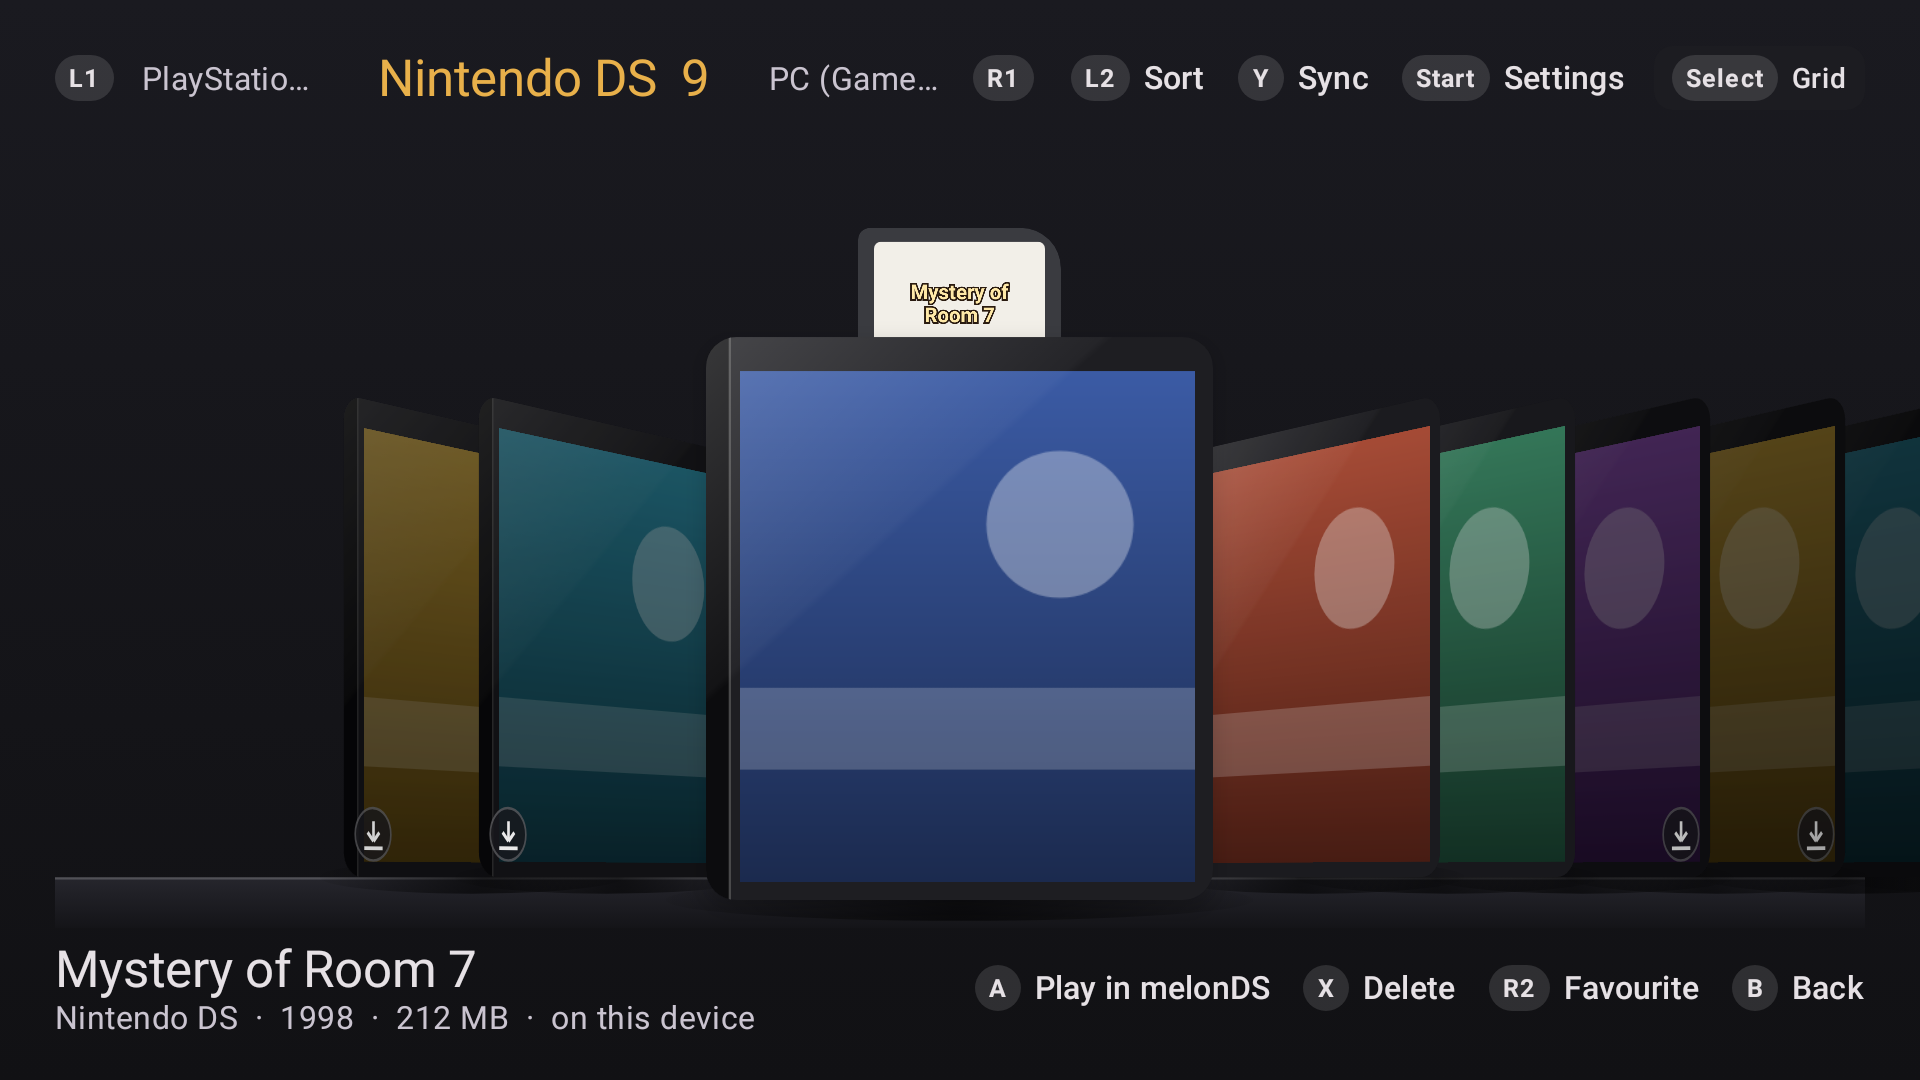 L1 PlayStatio... Nintendo DS 9 PC (Game... R1 L2 Sort Y Sync Start Settings Select Grid
Mystery of
Room 7
Mystery of Room 7
Nintendo DS · 1998 · 212 MB · on this device
A Play in melonDS X Delete R2 Favourite B Back